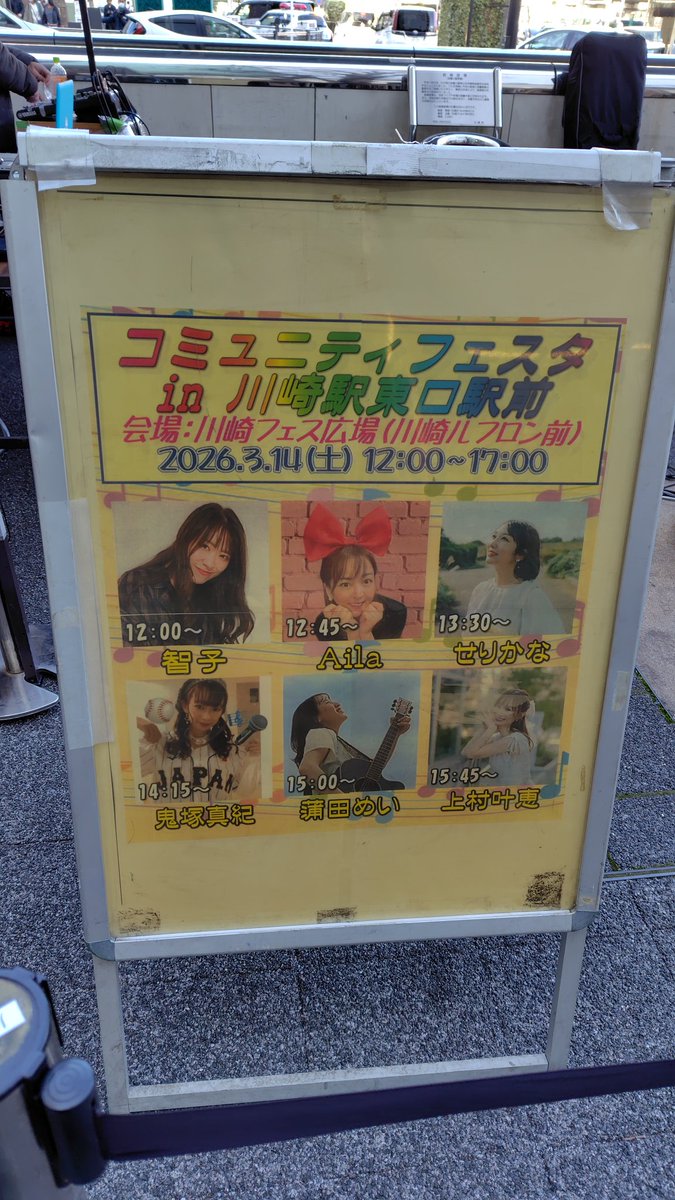 コミュニティフェスタ
in 川崎駅東口駅前
会場:川崎フェス広場(川崎ルフロン前)
2026.3.14(土) 12:00~17:00
12:00~
智子
12:45~
Aila
13:30~
せりかな
JAPAN
14:15~
鬼塚真紀
15:00~
蒲田めい
15:45~
上村叶恵